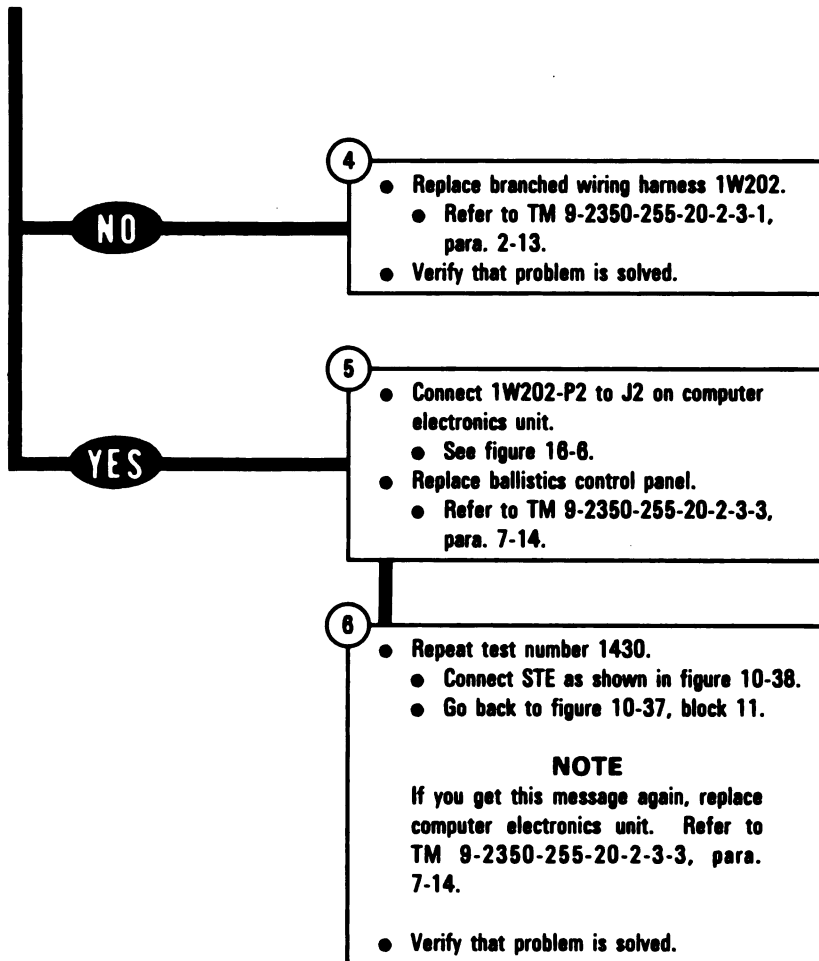 4
● Replace branched wiring harness 1W202.
● Refer to TM 9-2350-255-20-2-3-1,
para. 2-13.
● Verify that problem is solved.
NO
5
● Connect 1W202-P2 to J2 on computer
electronics unit.
● See figure 16-6.
● Replace ballistics control panel.
● Refer to TM 9-2350-255-20-2-3-3,
para. 7-14.
YES
6
● Repeat test number 1430.
● Connect STE as shown in figure 10-38.
● Go back to figure 10-37, block 11.
NOTE
If you get this message again, replace
computer electronics unit. Refer to
TM 9-2350-255-20-2-3-3, para.
7-14.
● Verify that problem is solved.